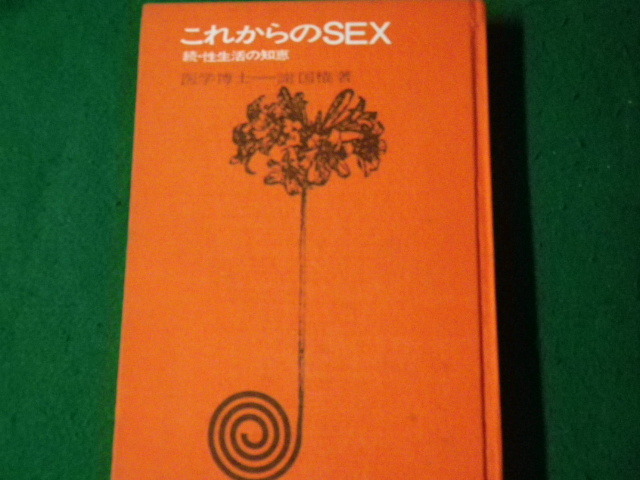 これからのSEX
続・性生活の知恵
医学博士──謝国権著